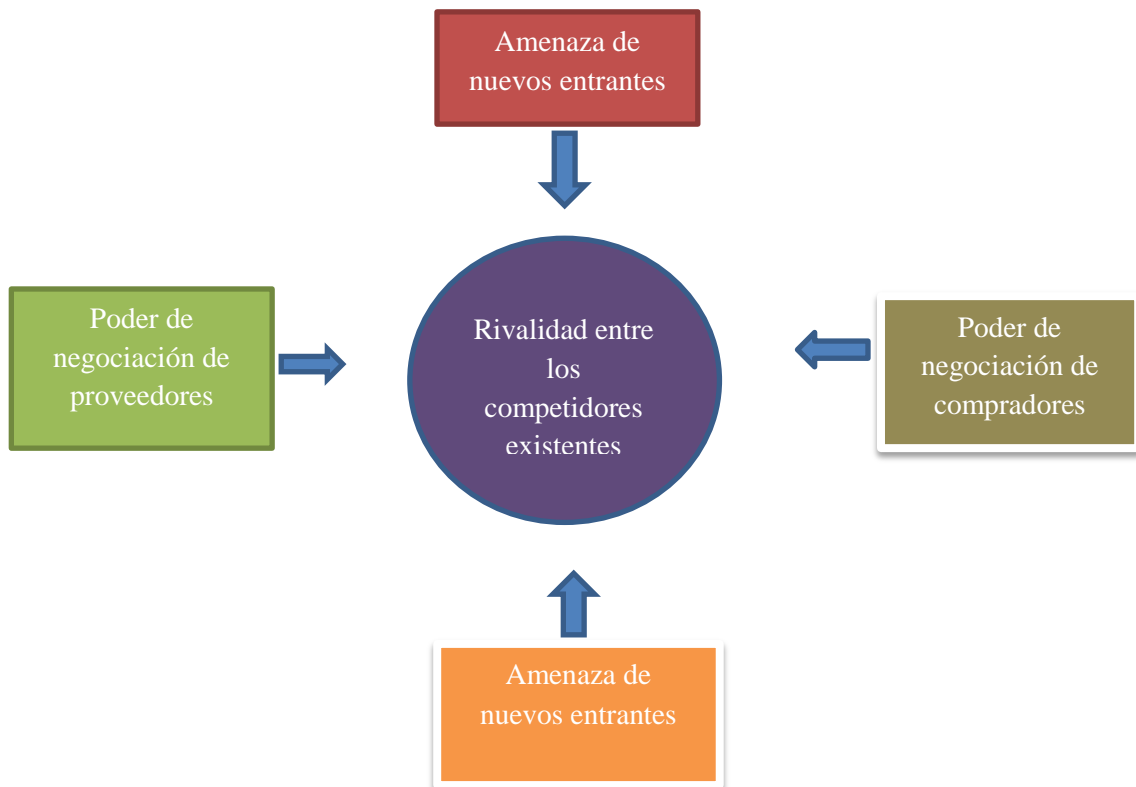 Amenaza de
nuevos entrantes
Poder de
negociación de
proveedores
Rivalidad entre
los
competidores
existentes
Poder de
negociación de
compradores
Amenaza de
nuevos entrantes